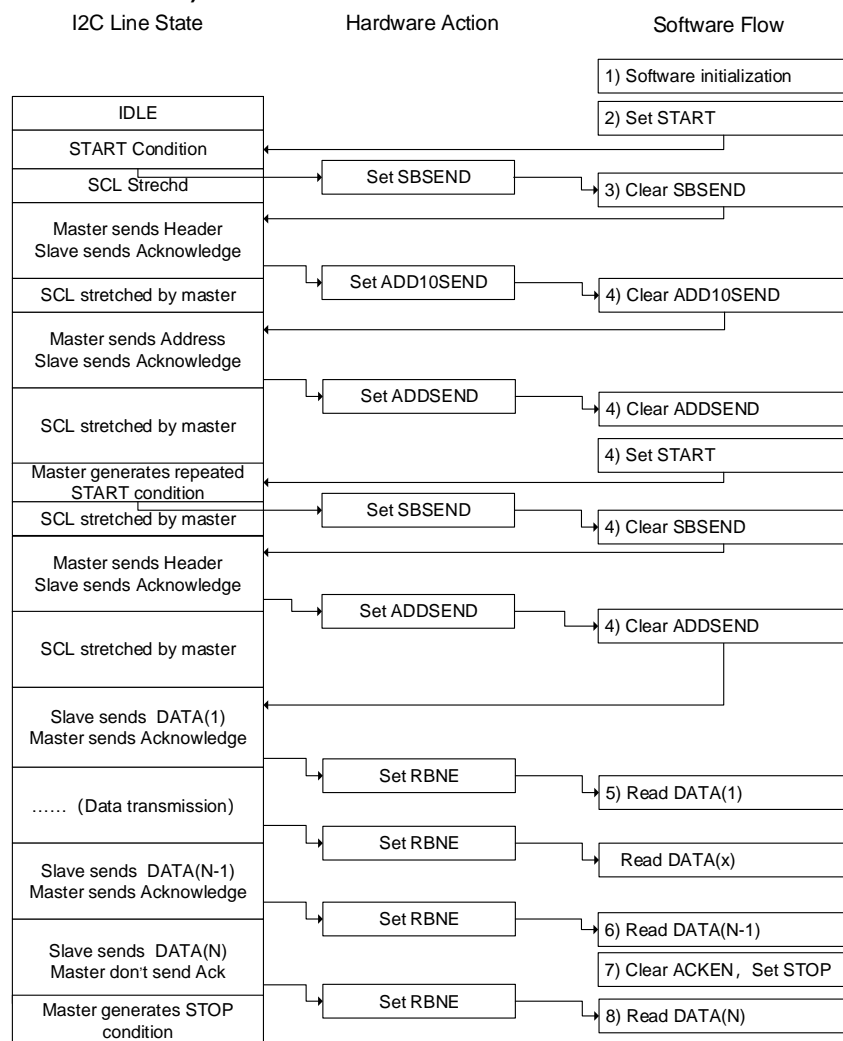 I2C Line State
Hardware Action
Software Flow
1) Software initialization
IDLE
2) Set START
START Condition
Set SBSEND
SCL Strechd
3) Clear SBSEND
Master sends Header
Slave sends Acknowledge
Set ADD10SEND
SCL stretched by master
4) Clear ADD10SEND
Master sends Address
Slave sends Acknowledge
Set ADDSEND
4) Clear ADDSEND
SCL stretched by master
4) Set START
Master generates repeated
START condition
Set SBSEND
SCL stretched by master
4) Clear SBSEND
Master sends Header
Slave sends Acknowledge
Set ADDSEND
4) Clear ADDSEND
SCL stretched by master
Slave sends DATA(1)
Master sends Acknowledge
Set RBNE
5) Read DATA(1)
…… (Data transmission)
Set RBNE
Read DATA(x)
Slave sends DATA(N-1)
Master sends Acknowledge
Set RBNE
6) Read DATA(N-1)
Slave sends DATA(N)
Master don't send Ack
7) Clear ACKEN，Set STOP
Set RBNE
8) Read DATA(N)
Master generates STOP
condition